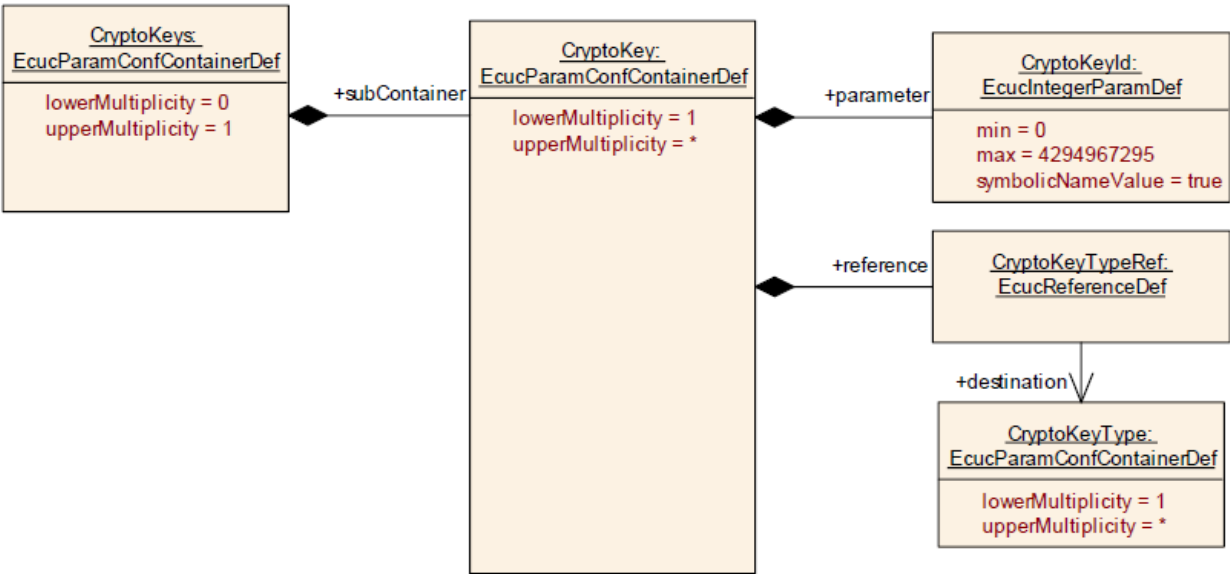 CryptoKeys:
EcucParamConfContainerDef
lowerMultiplicity = 0
upperMultiplicity = 1
+subContainer
CryptoKey:
EcucParamConfContainerDef
lowerMultiplicity = 1
upperMultiplicity = *
+parameter
CryptoKeyId:
EcucIntegerParamDef
min = 0
max = 4294967295
symbolicNameValue = true
+reference
CryptoKeyTypeRef:
EcucReferenceDef
+destination
CryptoKeyType:
EcucParamConfContainerDef
lowerMultiplicity = 1
upperMultiplicity = *